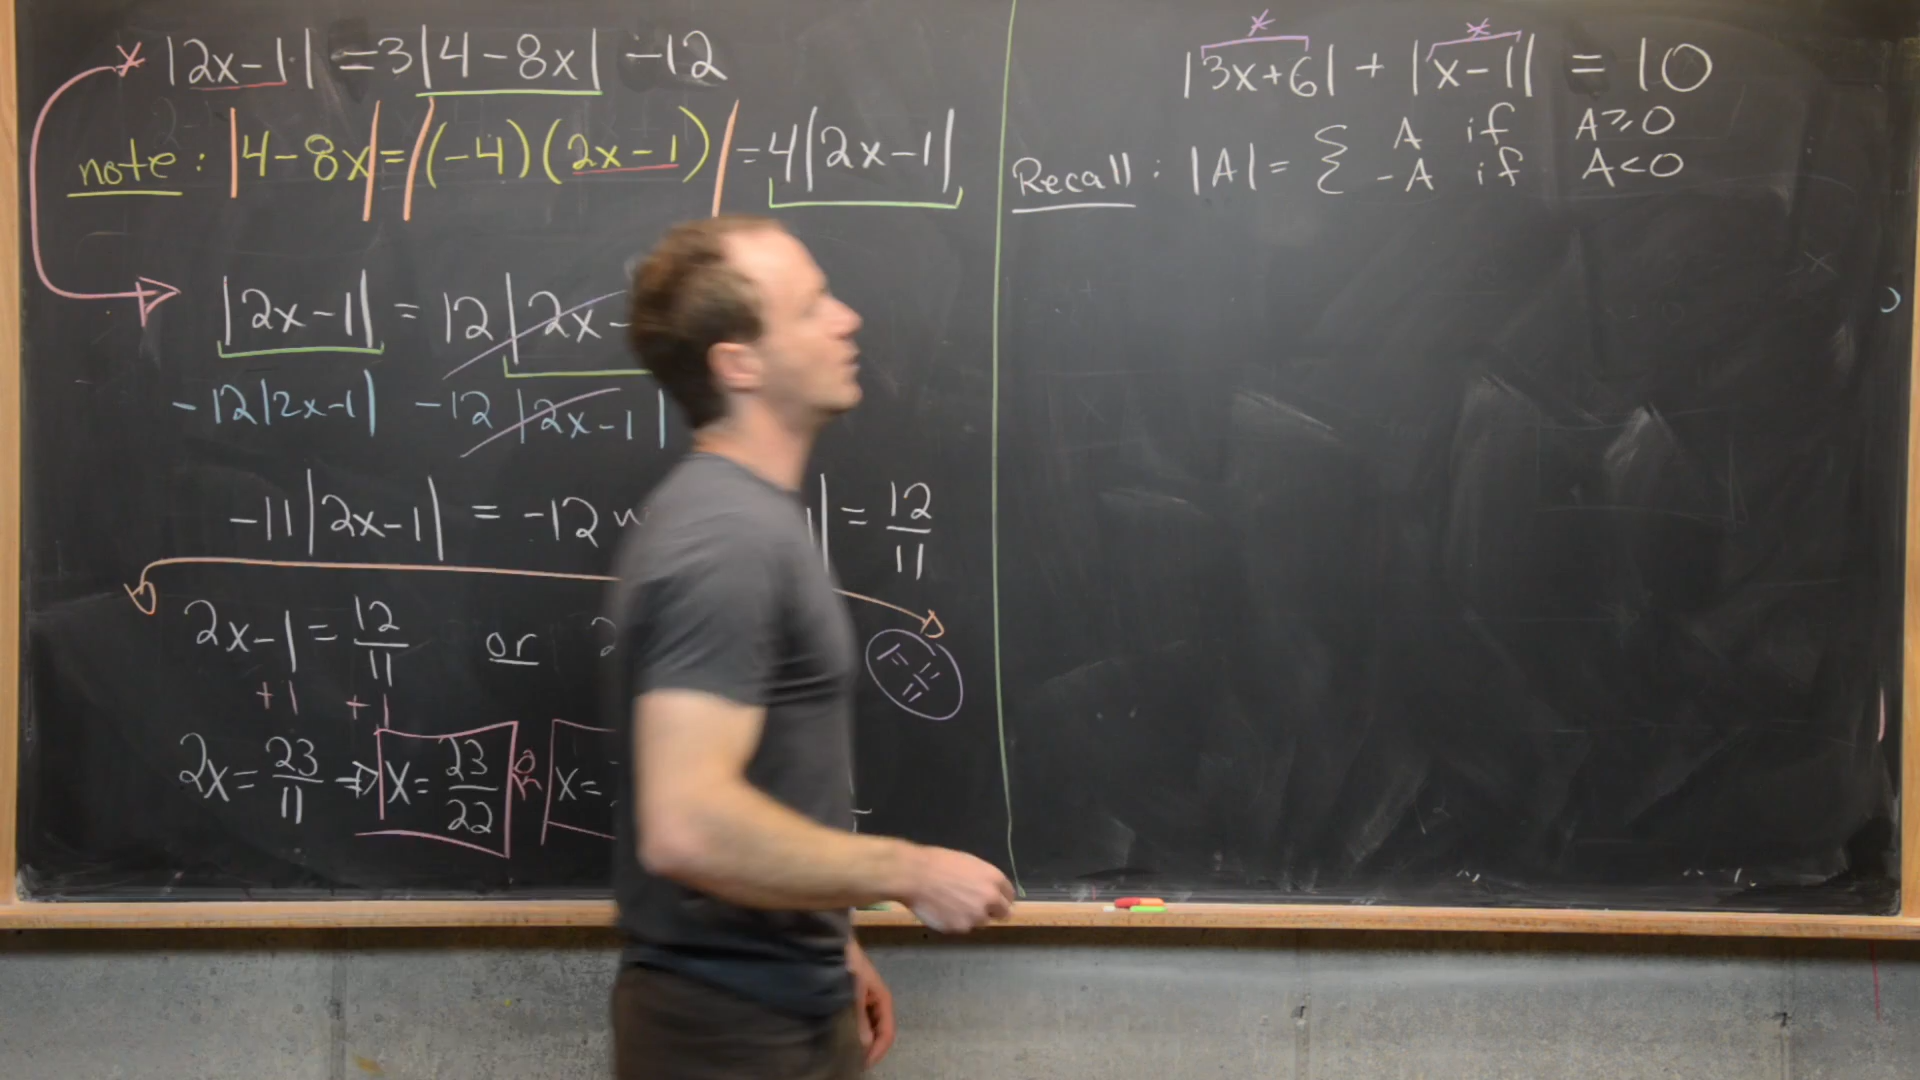 |2x-1| = 3|4-8x| -12
note: |4-8x| = |(-4)(2x-1)| = 4|2x-1|
|2x-1| = 12|2x-
-12|2x-1| -12|2x-1|
-11|2x-1| = -12 | = 12/11
2x-1 = 12/11 or 2
+1 +1
2x = 23/11 ⇒ x = 23/22 or x =
|3x+6| + |x-1| = 10
Recall: |A| = { A if A≥0
-A if A<0